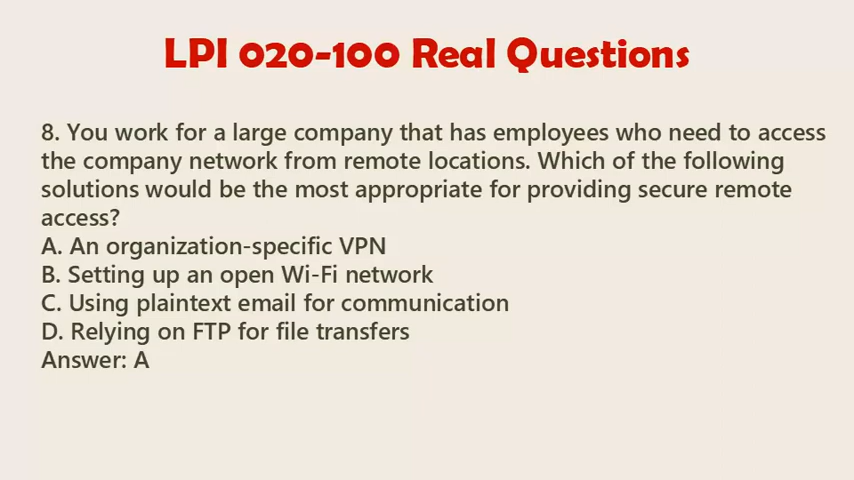 LPI 020-100 Real Questions
8. You work for a large company that has employees who need to access
the company network from remote locations. Which of the following
solutions would be the most appropriate for providing secure remote
access?
A. An organization-specific VPN
B. Setting up an open Wi-Fi network
C. Using plaintext email for communication
D. Relying on FTP for file transfers
Answer: A